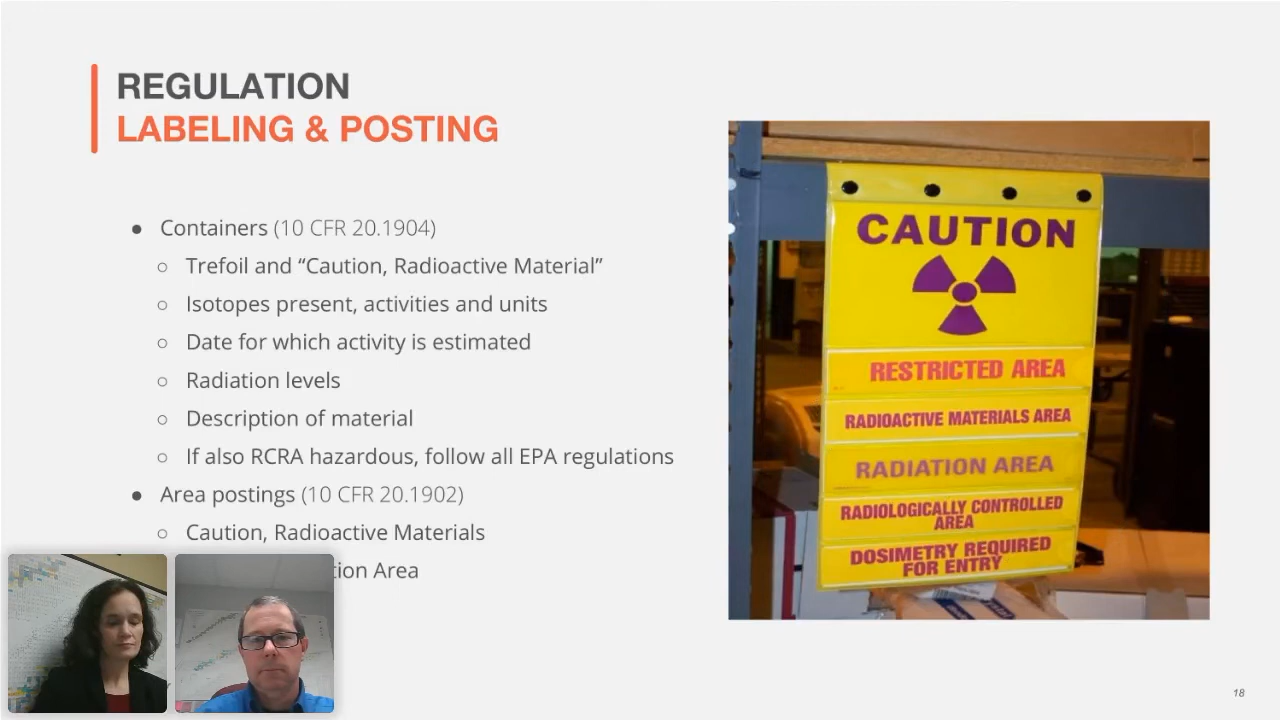 REGULATION
LABELING & POSTING
● Containers (10 CFR 20.1904)
○ Trefoil and “Caution, Radioactive Material”
○ Isotopes present, activities and units
○ Date for which activity is estimated
○ Radiation levels
○ Description of material
○ If also RCRA hazardous, follow all EPA regulations
● Area postings (10 CFR 20.1902)
○ Caution, Radioactive Materials
Area
CAUTION
RESTRICTED AREA
RADIOACTIVE MATERIALS AREA
RADIATION AREA
RADIOLOGICALLY CONTROLLED
AREA
DOSIMETRY REQUIRED
FOR ENTRY
18